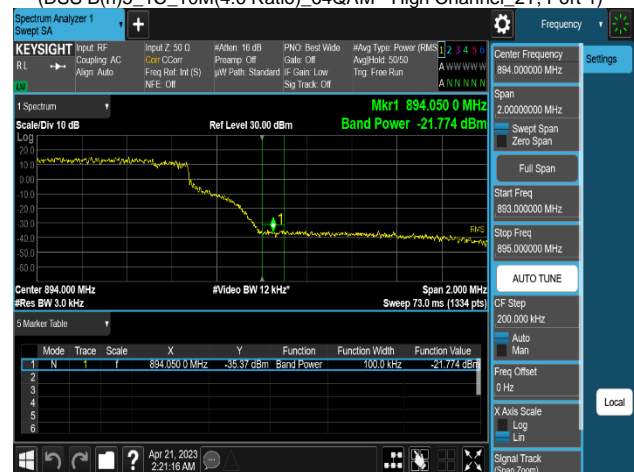 (DSS B(n)5_1C_10M(4.0 Ratio)_64QAM - High Channel_2T, Port 1)
Spectrum Analyzer 1
Swept SA
+
Frequency
KEYSIGHT
RL
LXI
Input: RF
Coupling: AC
Align: Auto
Input Z: 50 Ω
Corr CCorr
Freq Ref: Int (S)
NFE: Off
#Atten: 16 dB
Preamp: Off
µW Path: Standard
PNO: Best Wide
Gate: Off
IF Gain: Low
Sig Track: Off
#Avg Type: Power (RMS
Avg|Hold: 50/50
Trig: Free Run
1 2 3 4 5 6
A W W W W W
A N N N N N
1 Spectrum
Scale/Div 10 dB
Ref Level 30.00 dBm
Mkr1 894.050 0 MHz
Band Power -21.774 dBm
Log
20.0
10.0
0.00
-10.0
-20.0
-30.0
-40.0
-50.0
-60.0
1
RMS
Center 894.000 MHz
#Video BW 12 kHz*
Span 2.000 MHz
#Res BW 3.0 kHz
Sweep 73.0 ms (1334 pts)
5 Marker Table
Mode Trace Scale X Y Function Function Width Function Value
1 N 1 f 894.050 0 MHz -35.37 dBm Band Power 100.0 kHz -21.774 dBm
2
3
4
5
6
Center Frequency
894.000000 MHz
Settings
Span
2.00000000 MHz
Swept Span
Zero Span
Full Span
Start Freq
893.000000 MHz
Stop Freq
895.000000 MHz
AUTO TUNE
CF Step
200.000 kHz
Auto
Man
Freq Offset
0 Hz
X Axis Scale
Log
Lin
Local
Signal Track
(Span Zoom)
?
Apr 21, 2023
2:21:16 AM